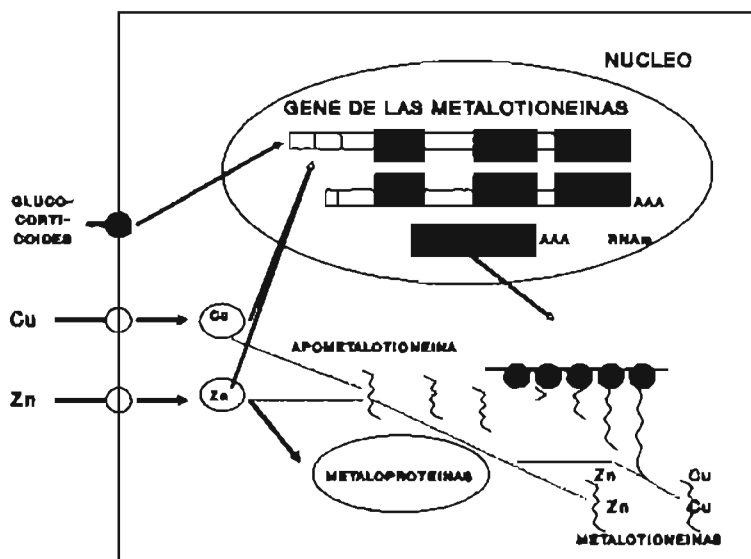 NUCLEO
GENE DE LAS METALOTIONEINAS
AAA
AAA RNAm
GLUCO-
CORTI-
COIDES
Cu
Cu
APOMETALOTIONEINA
Zn
Zn
METALOPROTEINAS
Zn Cu
Zn Cu
METALOTIONEINAS